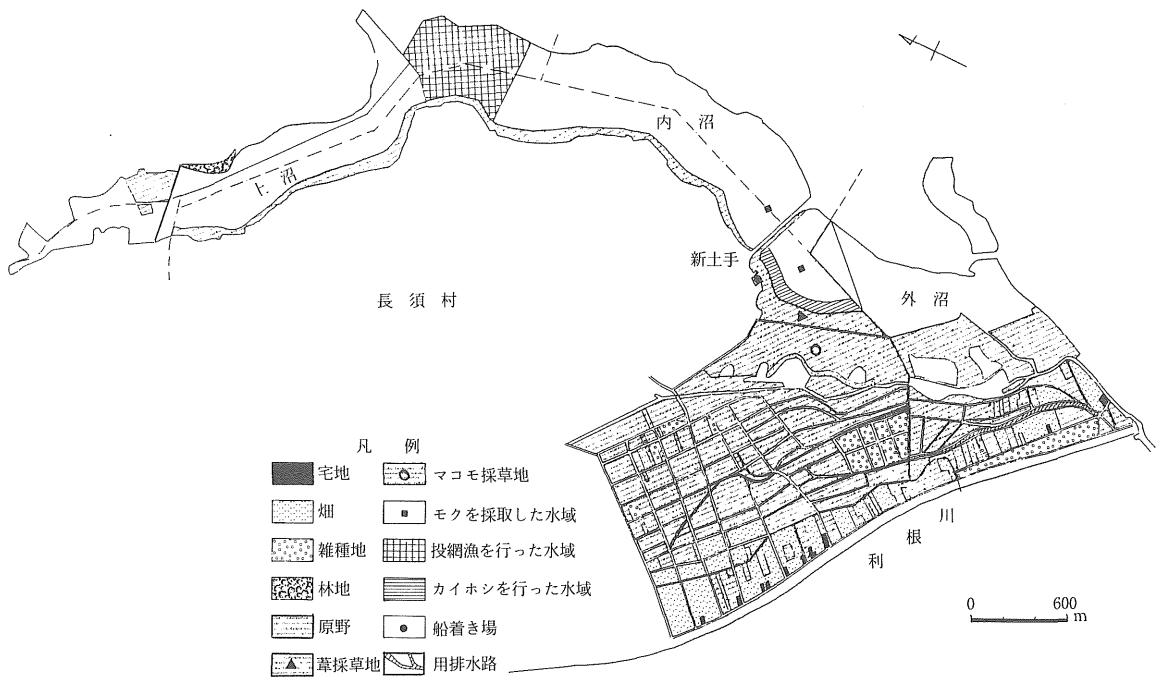 内沼
上沼
新土手
長須村
外沼
利根川
凡例
宅地
畑
雑種地
林地
原野
葦採草地
マコモ採草地
モクを採取した水域
投網漁を行った水域
カイホシを行った水域
船着き場
用排水路
0 600 m